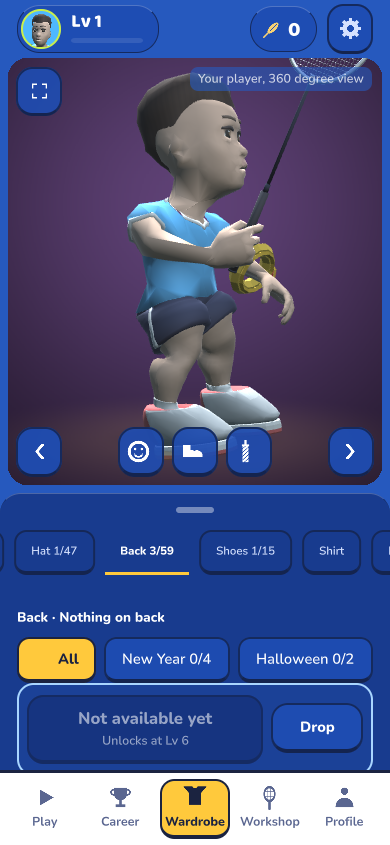 Lv 1
0
Your player, 360 degree view
Hat 1/47
Back 3/59
Shoes 1/15
Shirt
Back · Nothing on back
All
New Year 0/4
Halloween 0/2
Not available yet
Unlocks at Lv 6
Drop
Play
Career
Wardrobe
Workshop
Profile